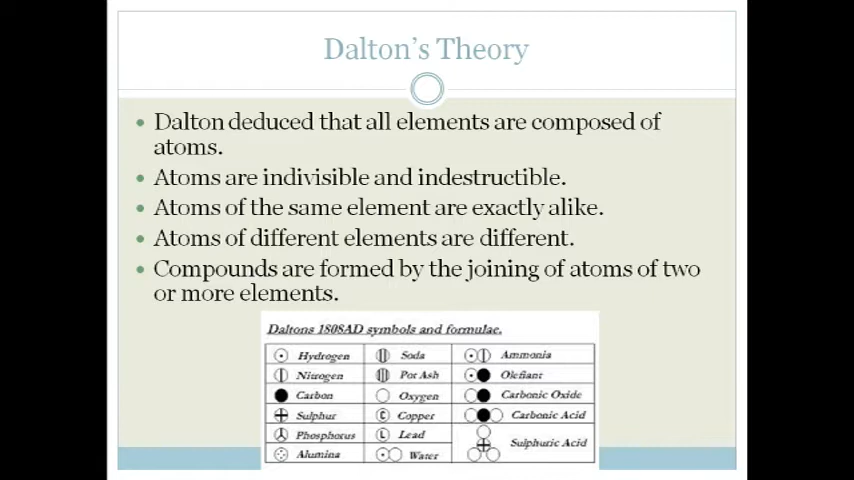 Dalton's Theory
• Dalton deduced that all elements are composed of
atoms.
• Atoms are indivisible and indestructible.
• Atoms of the same element are exactly alike.
• Atoms of different elements are different.
• Compounds are formed by the joining of atoms of two
or more elements.
Daltons 1808AD symbols and formulae.
Hydrogen Soda Ammonia
Nitrogen Pot Ash Olefiant
Carbon Oxygen Carbonic Oxide
Sulphur C Copper Carbonic Acid
Phosphorus L Lead Sulphuric Acid
Alumina Water